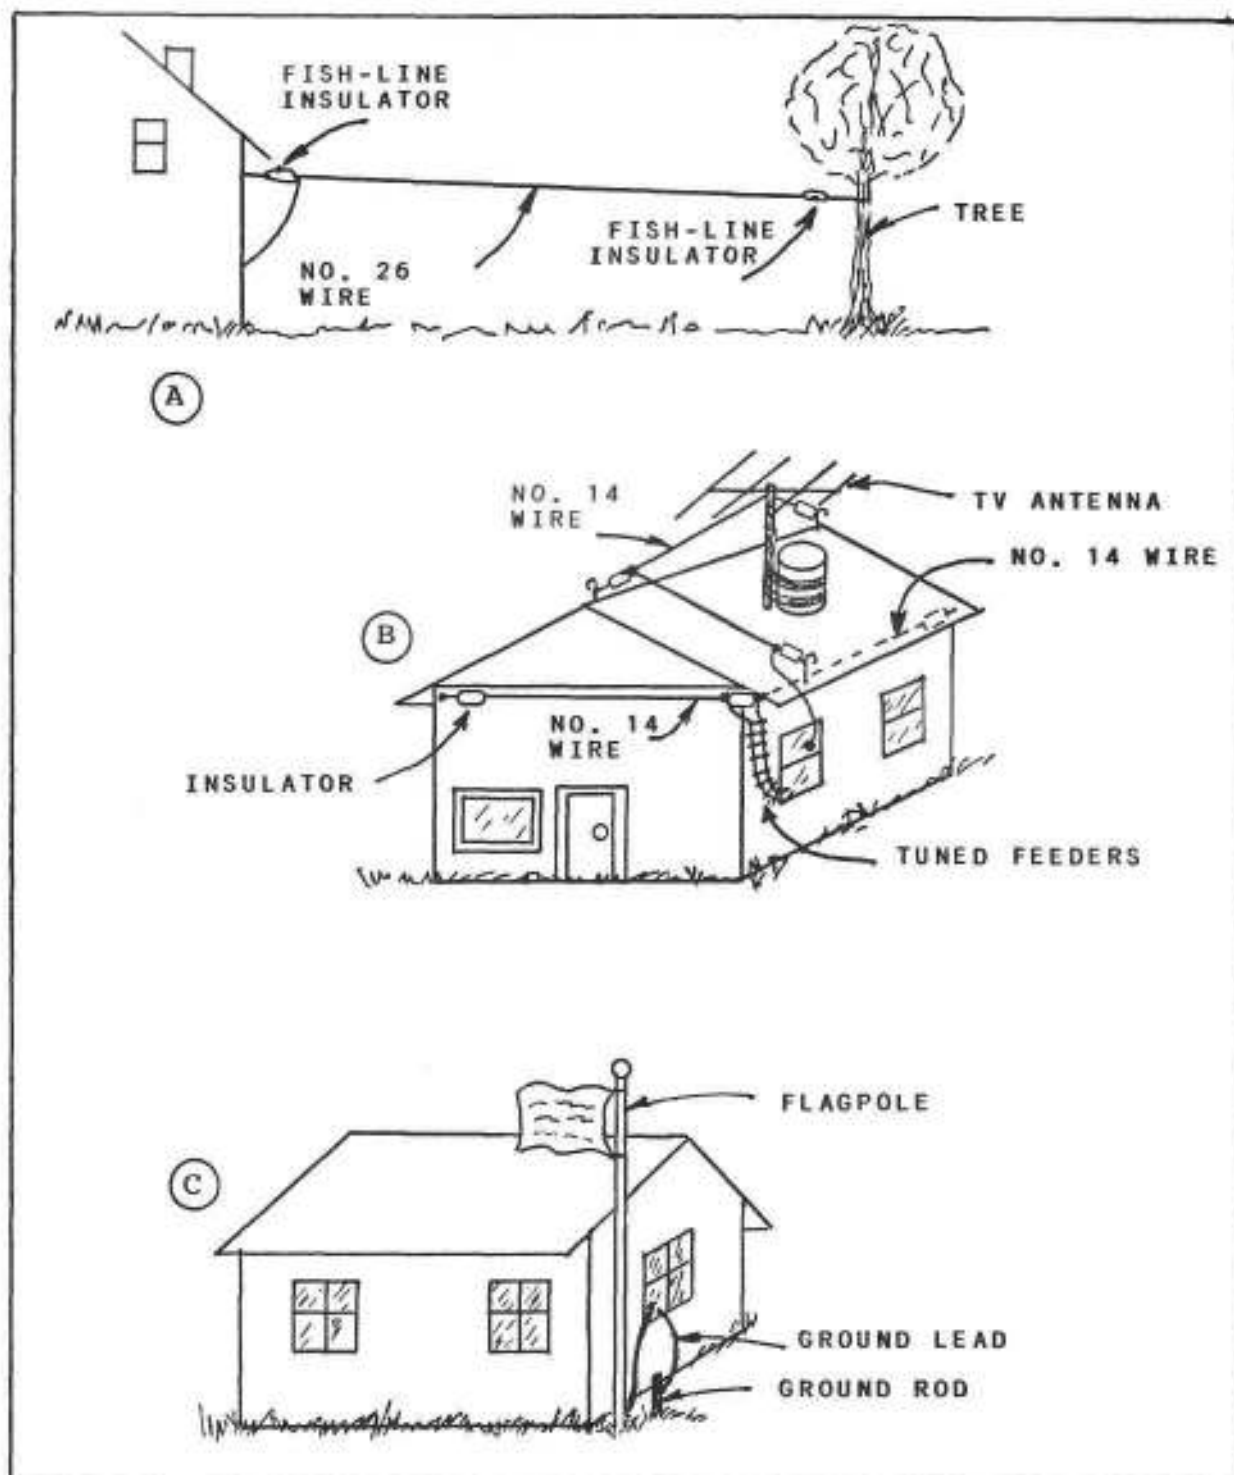 FISH-LINE
INSULATOR
FISH-LINE
INSULATOR
TREE
NO. 26
WIRE
A
NO. 14
WIRE
TV ANTENNA
NO. 14 WIRE
B
NO. 14
WIRE
INSULATOR
TUNED FEEDERS
FLAGPOLE
C
GROUND LEAD
GROUND ROD